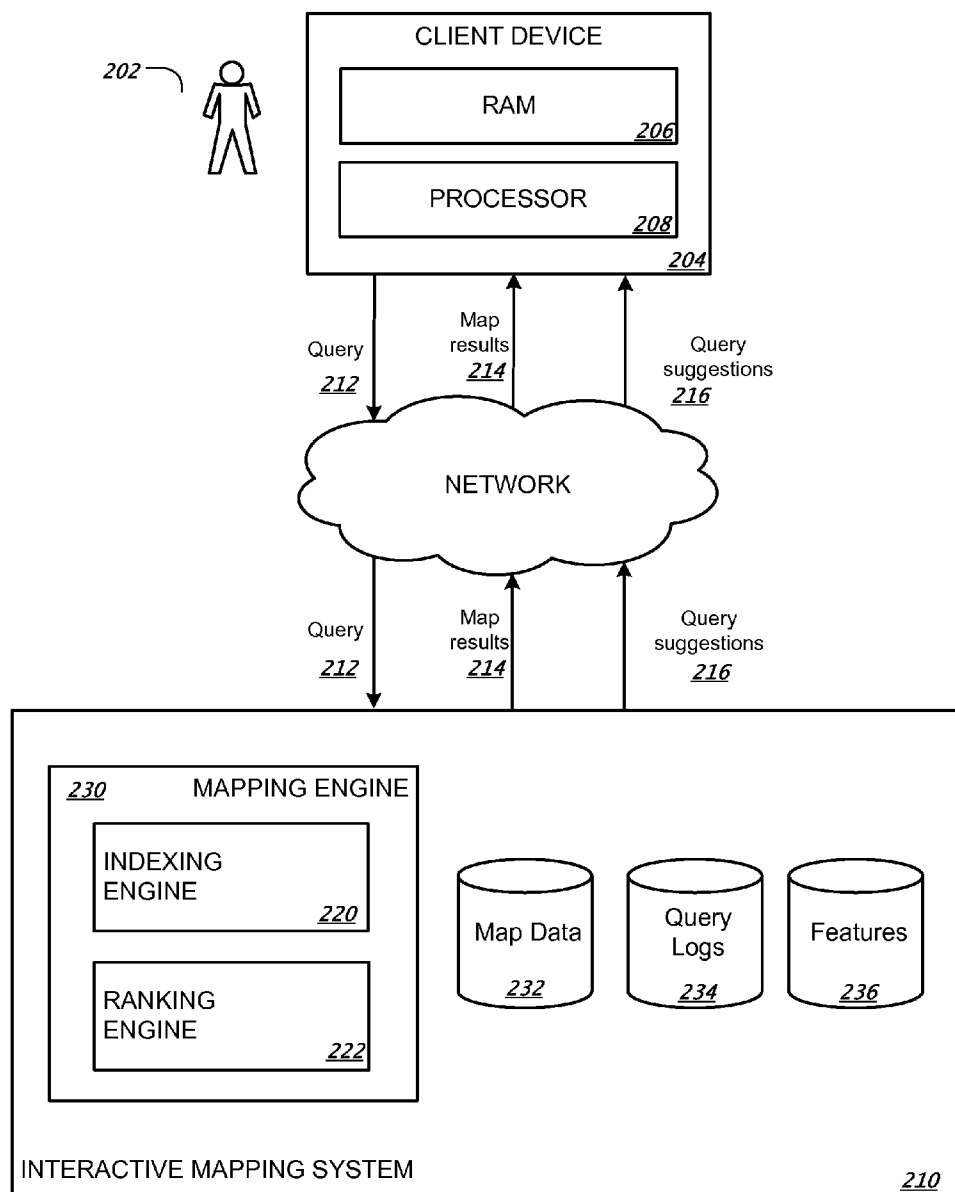 CLIENT DEVICE
202
RAM
206
PROCESSOR
208
204
Query
212
Map
results
214
Query
suggestions
216
NETWORK
Query
212
Map
results
214
Query
suggestions
216
230
MAPPING ENGINE
INDEXING
ENGINE
220
RANKING
ENGINE
222
Map Data
232
Query
Logs
234
Features
236
INTERACTIVE MAPPING SYSTEM
210